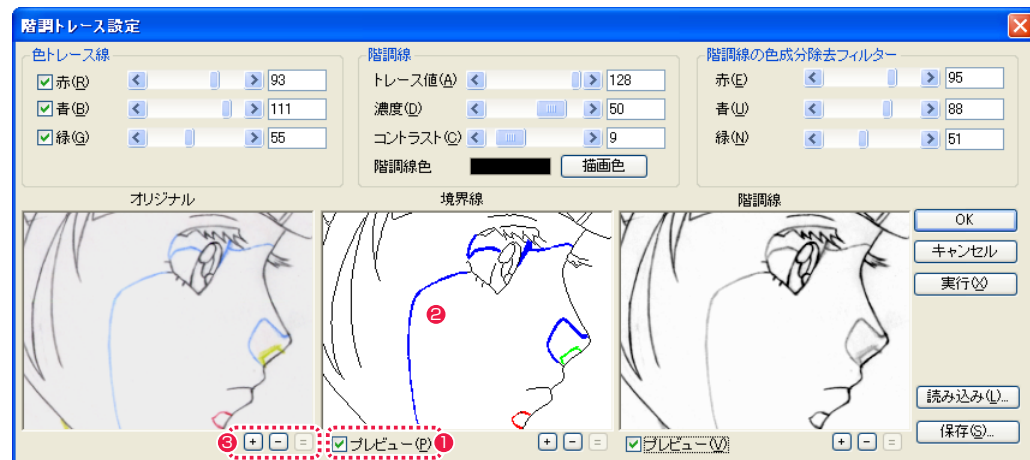 階調トレース設定
色トレース線
赤(R) 93
青(B) 111
緑(G) 55
階調線
トレース値(A) 128
濃度(D) 50
コントラスト(C) 9
階調線色 描画色
階調線の色成分除去フィルター
赤(E) 95
青(U) 88
緑(N) 51
オリジナル 境界線 階調線
OK
キャンセル
実行(X)
読み込み(L)...
保存(S)...
❷
❸ + - = プレビュー(P) ❶ + - = プレビュー(V) + - =